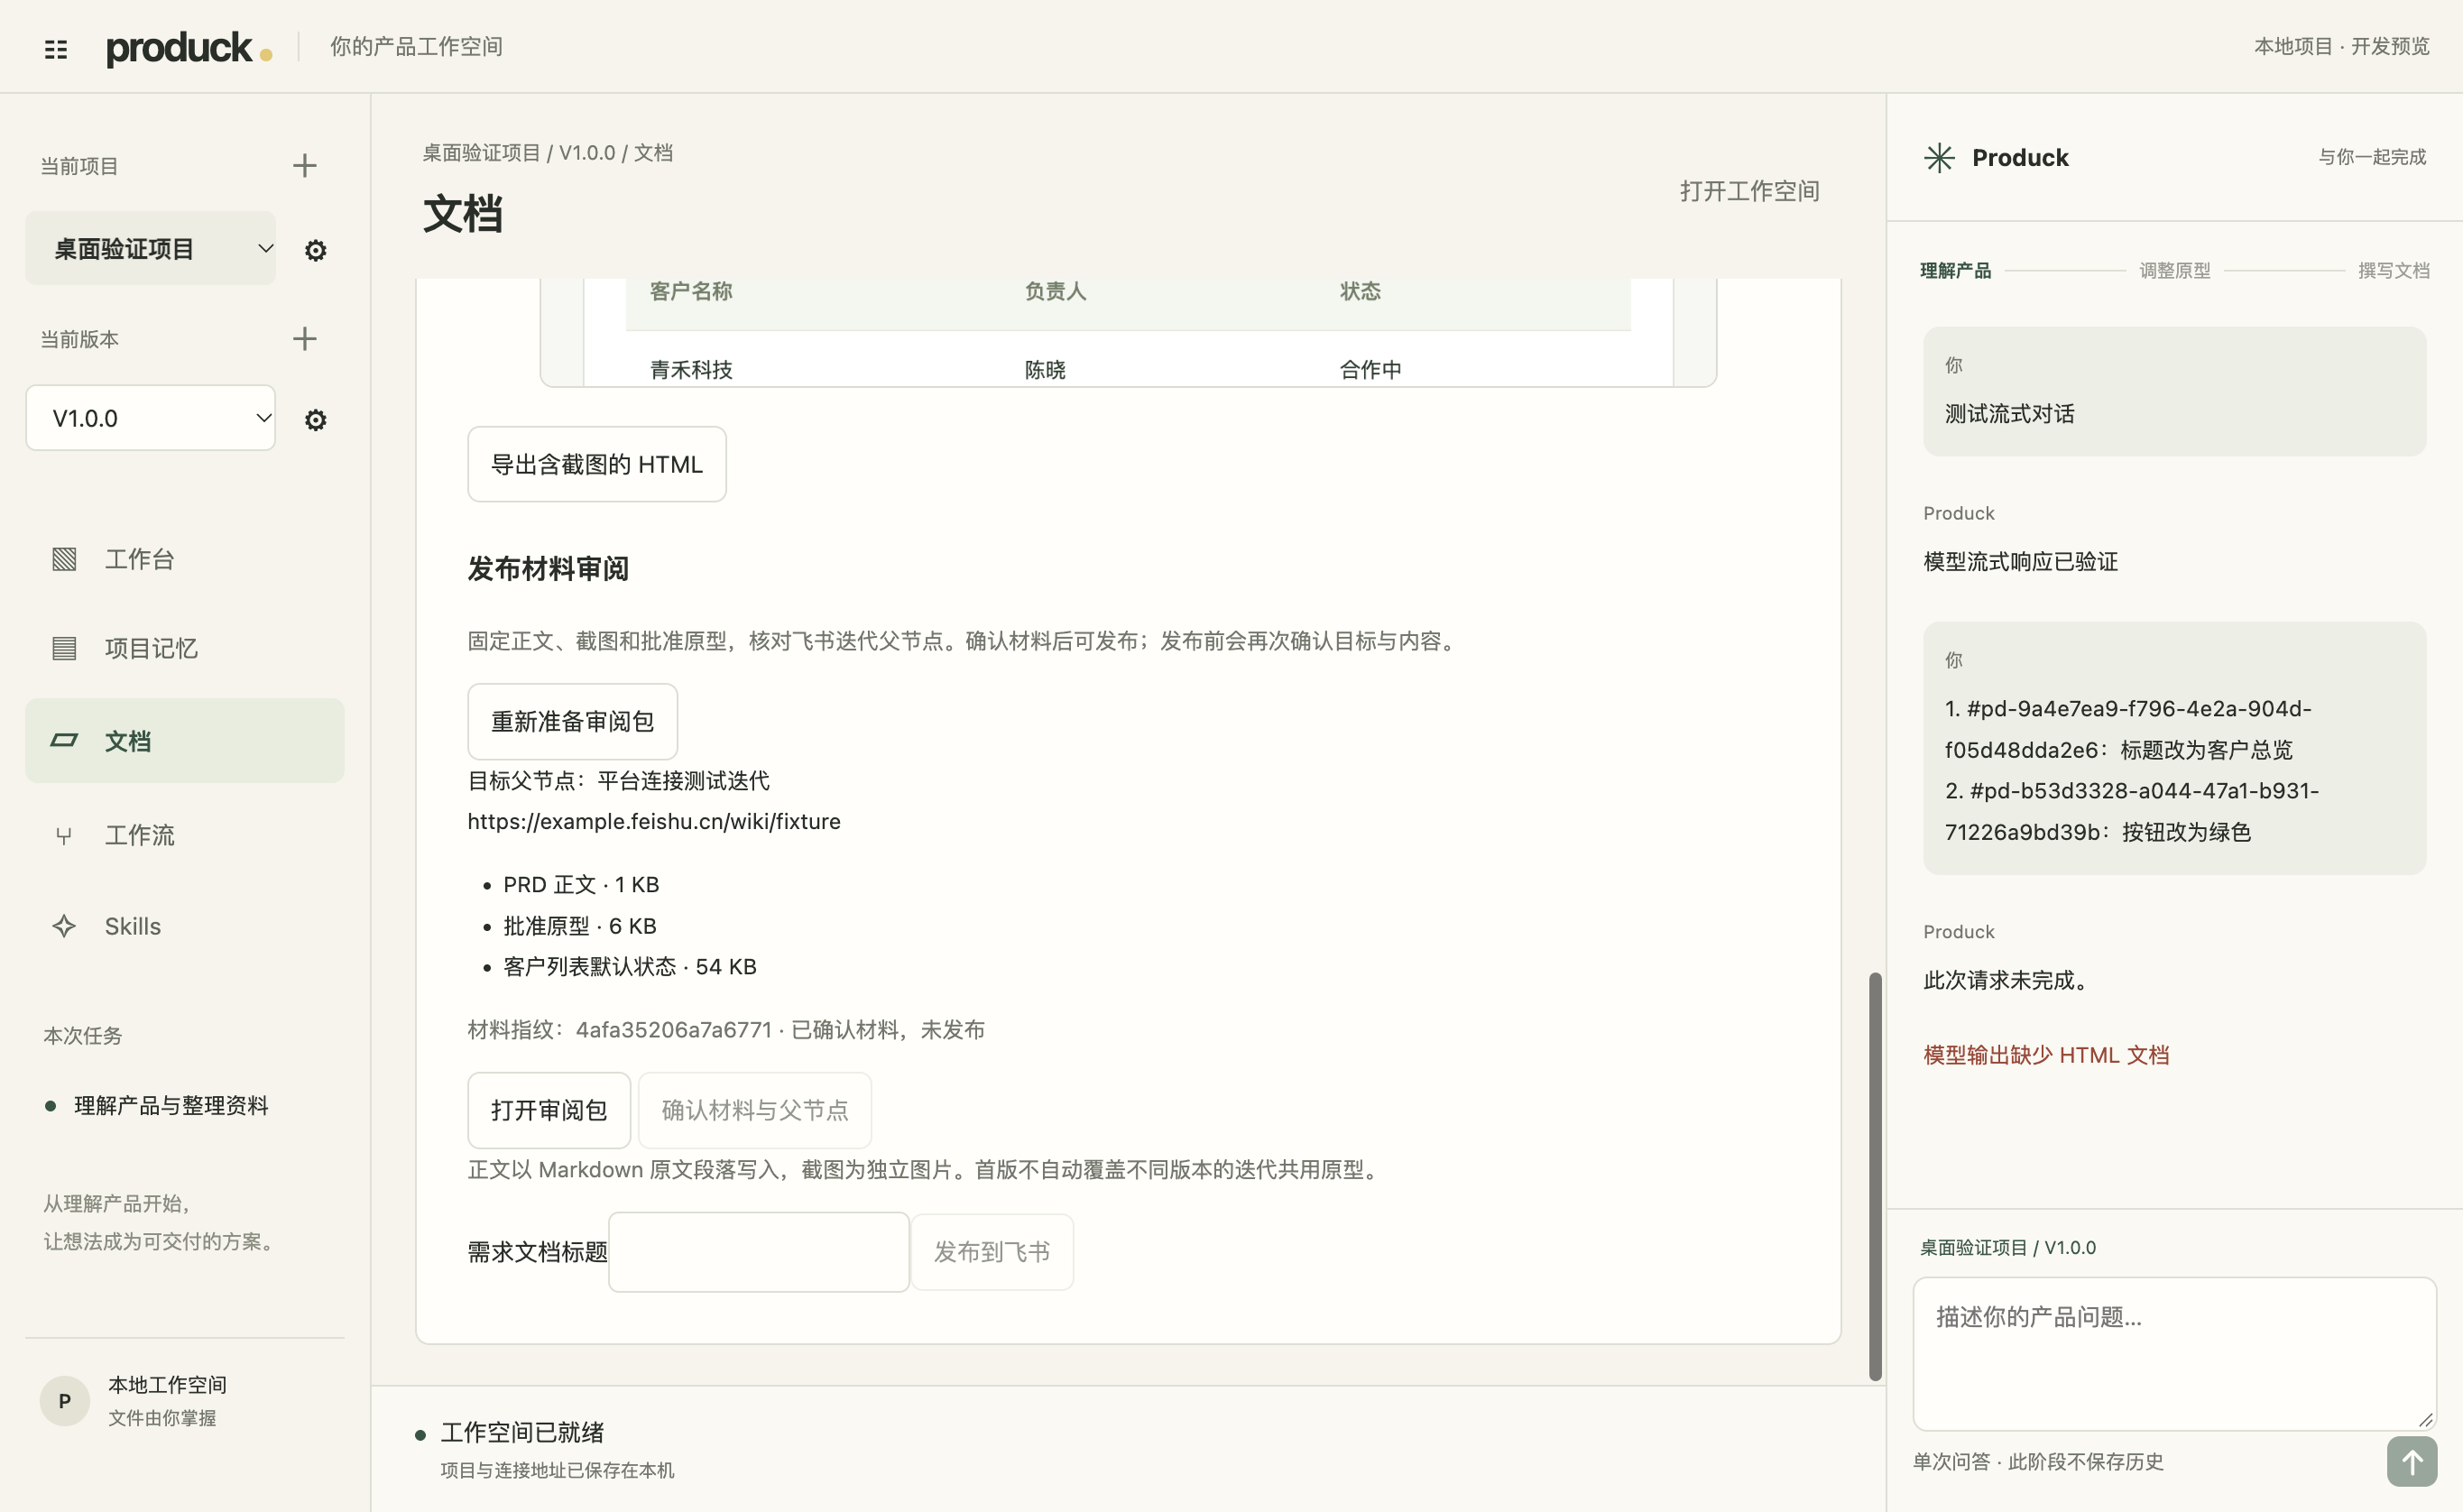 produck
你的产品工作空间
本地项目 · 开发预览
当前项目
桌面验证项目
当前版本
V1.0.0
工作台
项目记忆
文档
工作流
Skills
本次任务
理解产品与整理资料
从理解产品开始，
让想法成为可交付的方案。
P
本地工作空间
文件由你掌握
桌面验证项目 / V1.0.0 / 文档
文档
打开工作空间
客户名称 负责人 状态
青禾科技 陈晓 合作中
导出含截图的 HTML
发布材料审阅
固定正文、截图和批准原型，核对飞书迭代父节点。确认材料后可发布；发布前会再次确认目标与内容。
重新准备审阅包
目标父节点：平台连接测试迭代
https://example.feishu.cn/wiki/fixture
• PRD 正文 · 1 KB
• 批准原型 · 6 KB
• 客户列表默认状态 · 54 KB
材料指纹：4afa35206a7a6771 · 已确认材料，未发布
打开审阅包 确认材料与父节点
正文以 Markdown 原文段落写入，截图为独立图片。首版不自动覆盖不同版本的迭代共用原型。
需求文档标题 发布到飞书
工作空间已就绪
项目与连接地址已保存在本机
Produck
与你一起完成
理解产品 调整原型 撰写文档
你
测试流式对话
Produck
模型流式响应已验证
你
1. #pd-9a4e7ea9-f796-4e2a-904d-
f05d48dda2e6：标题改为客户总览
2. #pd-b53d3328-a044-47a1-b931-
71226a9bd39b：按钮改为绿色
Produck
此次请求未完成。
模型输出缺少 HTML 文档
桌面验证项目 / V1.0.0
描述你的产品问题...
单次问答 · 此阶段不保存历史